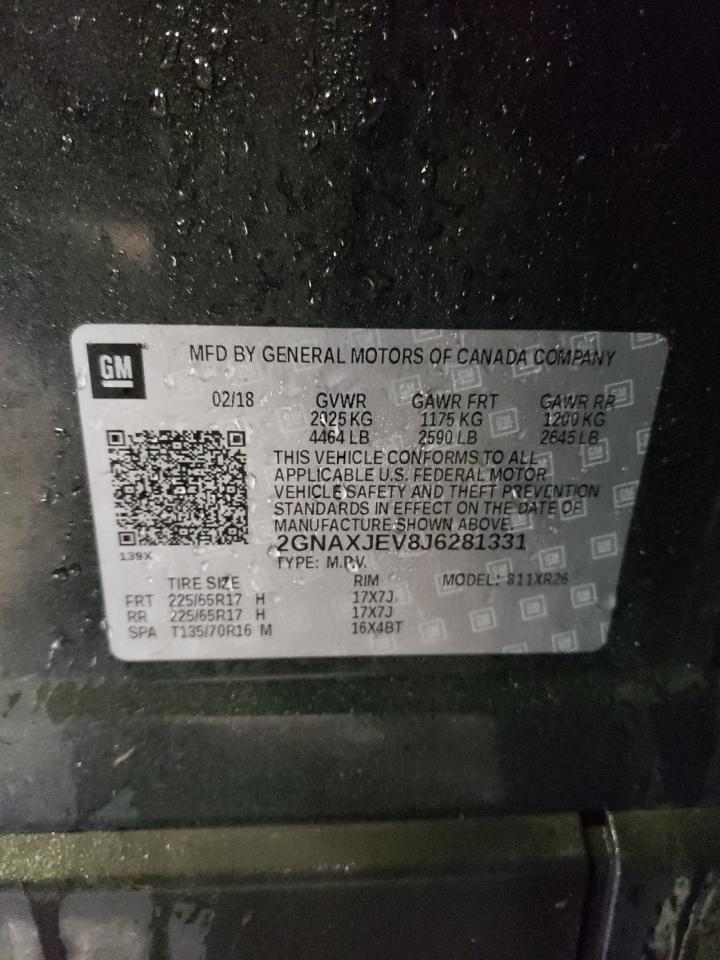 GM
MFD BY GENERAL MOTORS OF CANADA COMPANY
02/18 GVWR GAWR FRT GAWR RR
2025 KG 1175 KG 1200 KG
4464 LB 2590 LB 2645 LB
THIS VEHICLE CONFORMS TO ALL
APPLICABLE U.S. FEDERAL MOTOR
VEHICLE SAFETY AND THEFT PREVENTION
STANDARDS IN EFFECT ON THE DATE OF
MANUFACTURE SHOWN ABOVE.
2GNAXJEV8J6281331
139X
TYPE: M.P.V.
TIRE SIZE RIM MODEL: 811XR26
FRT 225/65R17 H 17X7J
RR 225/65R17 H 17X7J
SPA T135/70R16 M 16X4BT